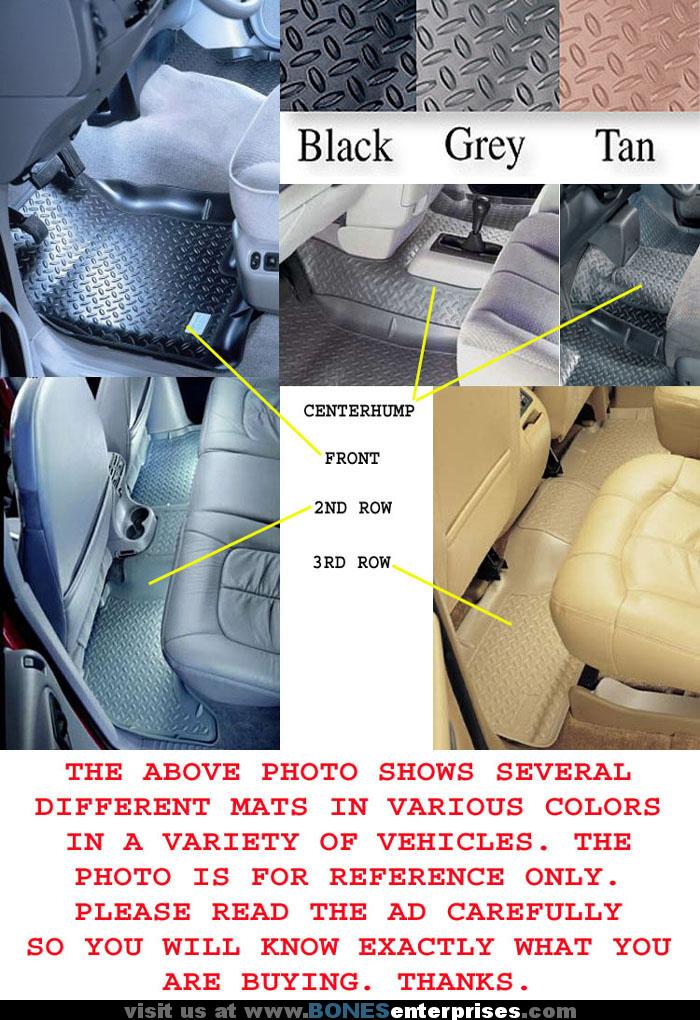 Black Grey Tan
CENTERHUMP
FRONT
2ND ROW
3RD ROW
THE ABOVE PHOTO SHOWS SEVERAL
DIFFERENT MATS IN VARIOUS COLORS
IN A VARIETY OF VEHICLES. THE
PHOTO IS FOR REFERENCE ONLY.
PLEASE READ THE AD CAREFULLY
SO YOU WILL KNOW EXACTLY WHAT YOU
ARE BUYING. THANKS.
visit us at www.BONESenterprises.com